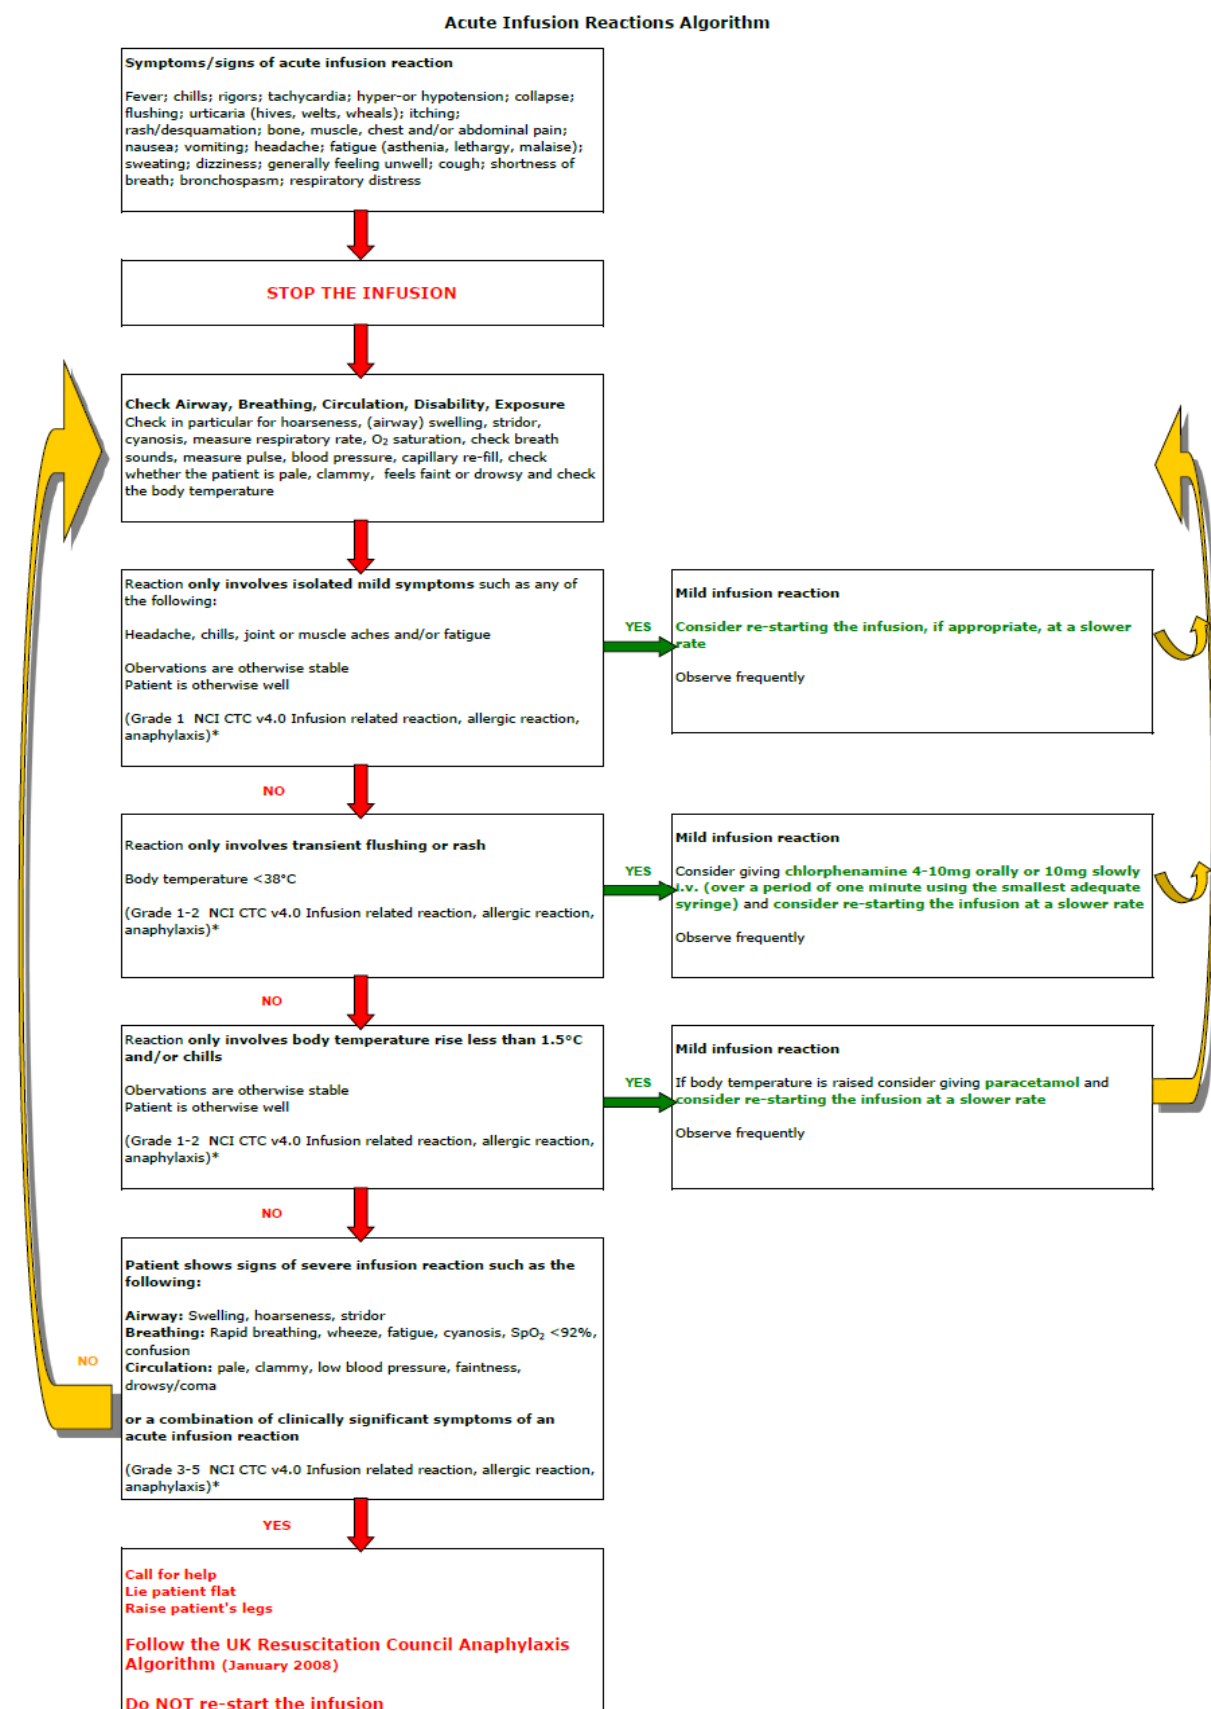 Acute Infusion Reactions Algorithm
Symptoms/signs of acute infusion reaction
Fever; chills; rigors; tachycardia; hyper-or hypotension; collapse;
flushing; urticaria (hives, welts, wheals); itching;
rash/desquamation; bone, muscle, chest and/or abdominal pain;
nausea; vomiting; headache; fatigue (asthenia, lethargy, malaise);
sweating; dizziness; generally feeling unwell; cough; shortness of
breath; bronchospasm; respiratory distress
STOP THE INFUSION
Check Airway, Breathing, Circulation, Disability, Exposure
Check in particular for hoarseness, (airway) swelling, stridor,
cyanosis, measure respiratory rate, O₂ saturation, check breath
sounds, measure pulse, blood pressure, capillary re-fill, check
whether the patient is pale, clammy, feels faint or drowsy and check
the body temperature
Reaction only involves isolated mild symptoms such as any of
the following:
Headache, chills, joint or muscle aches and/or fatigue
Obervations are otherwise stable
Patient is otherwise well
(Grade 1 NCI CTC v4.0 Infusion related reaction, allergic reaction,
anaphylaxis)*
YES
Mild infusion reaction
Consider re-starting the infusion, if appropriate, at a slower
rate
Observe frequently
NO
Reaction only involves transient flushing or rash
Body temperature <38°C
(Grade 1-2 NCI CTC v4.0 Infusion related reaction, allergic reaction,
anaphylaxis)*
YES
Mild infusion reaction
Consider giving chlorphenamine 4-10mg orally or 10mg slowly
i.v. (over a period of one minute using the smallest adequate
syringe) and consider re-starting the infusion at a slower rate
Observe frequently
NO
Reaction only involves body temperature rise less than 1.5°C
and/or chills
Obervations are otherwise stable
Patient is otherwise well
(Grade 1-2 NCI CTC v4.0 Infusion related reaction, allergic reaction,
anaphylaxis)*
YES
Mild infusion reaction
If body temperature is raised consider giving paracetamol and
consider re-starting the infusion at a slower rate
Observe frequently
NO
Patient shows signs of severe infusion reaction such as the
following:
Airway: Swelling, hoarseness, stridor
Breathing: Rapid breathing, wheeze, fatigue, cyanosis, SpO₂ <92%,
confusion
Circulation: pale, clammy, low blood pressure, faintness,
drowsy/coma
or a combination of clinically significant symptoms of an
acute infusion reaction
(Grade 3-5 NCI CTC v4.0 Infusion related reaction, allergic reaction,
anaphylaxis)*
NO
YES
Call for help
Lie patient flat
Raise patient's legs
Follow the UK Resuscitation Council Anaphylaxis
Algorithm (January 2008)
Do NOT re-start the infusion